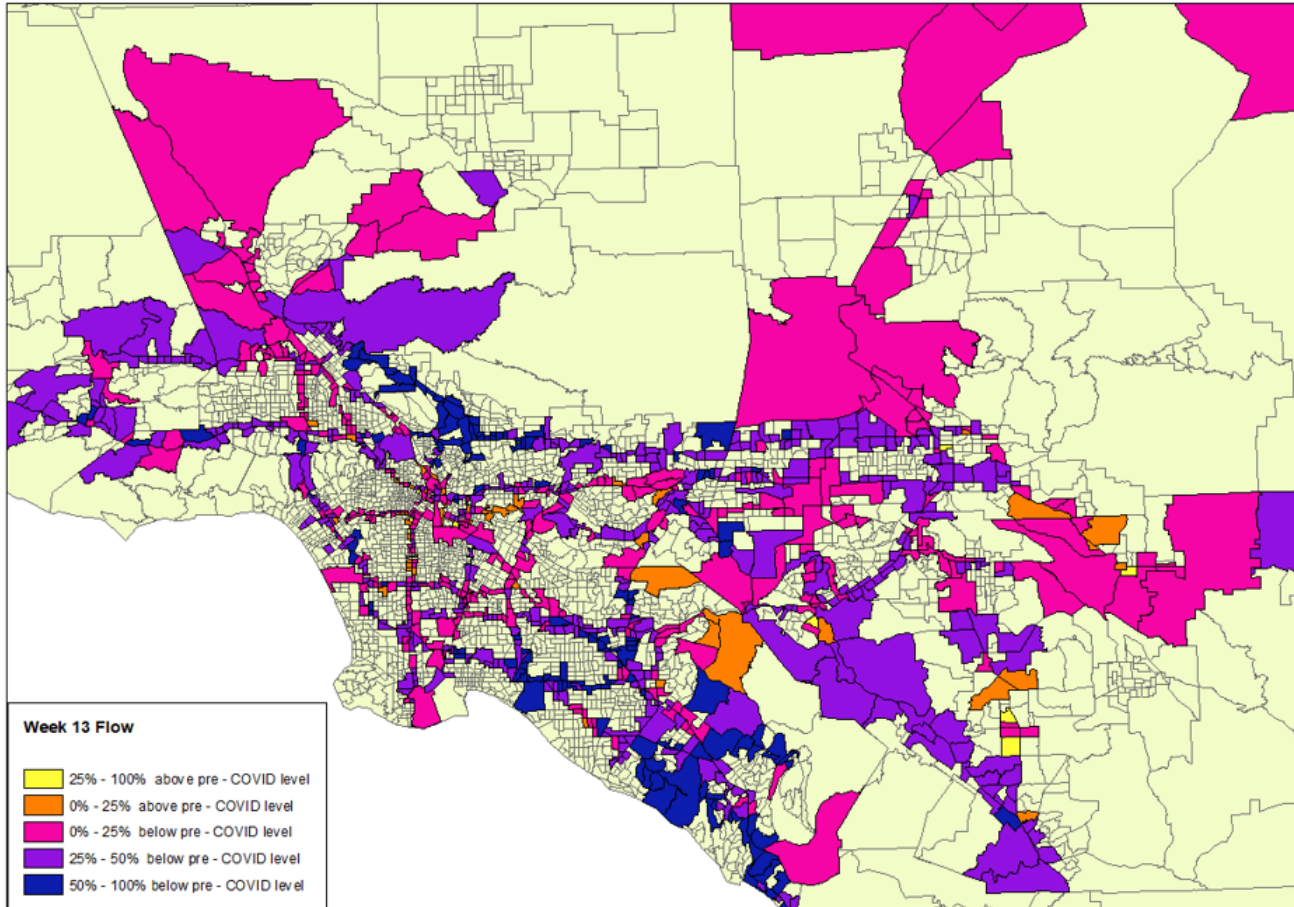 Week 13 Flow
25% - 100% above pre - COVID level
0% - 25% above pre - COVID level
0% - 25% below pre - COVID level
25% - 50% below pre - COVID level
50% - 100% below pre - COVID level